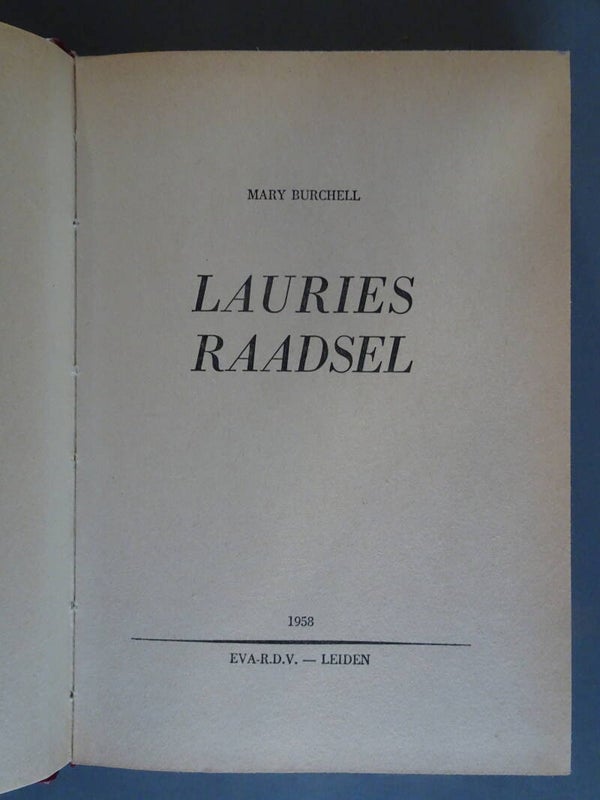 MARY BURCHELL
LAURIES
RAADSEL
1958
EVA-R.D.V. — LEIDEN